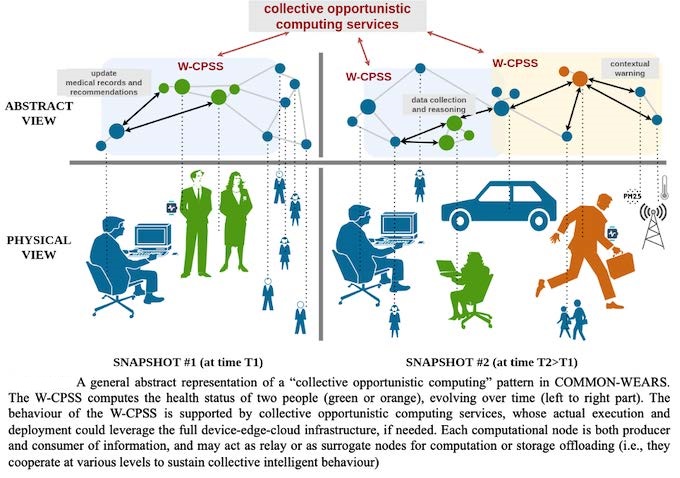 collective opportunistic
computing services
W-CPSS
W-CPSS
W-CPSS
update
medical records and
recommendations
data collection
and reasoning
contextual
warning
ABSTRACT
VIEW
PHYSICAL
VIEW
PM2.5
SNAPSHOT #1 (at time T1)
SNAPSHOT #2 (at time T2>T1)
A general abstract representation of a “collective opportunistic computing” pattern in COMMON-WEARS.
The W-CPSS computes the health status of two people (green or orange), evolving over time (left to right part). The
behaviour of the W-CPSS is supported by collective opportunistic computing services, whose actual execution and
deployment could leverage the full device-edge-cloud infrastructure, if needed. Each computational node is both producer
and consumer of information, and may act as relay or as surrogate nodes for computation or storage offloading (i.e., they
cooperate at various levels to sustain collective intelligent behaviour)